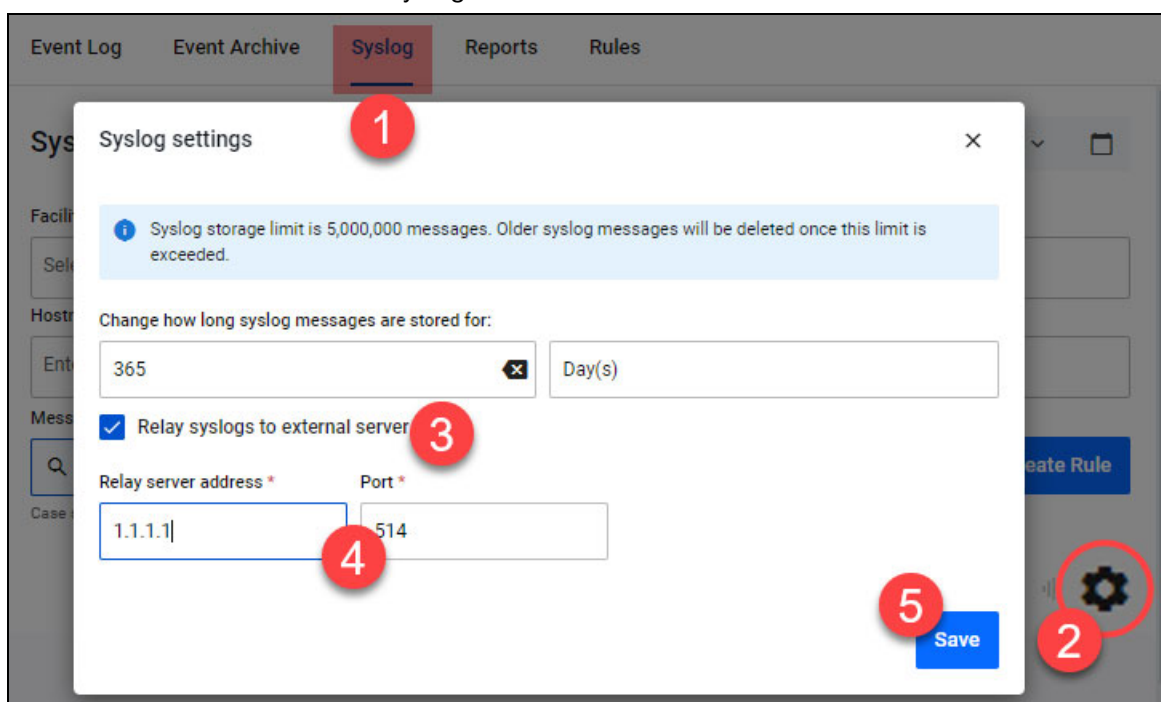 Event Log Event Archive Syslog Reports Rules
1
Syslog settings
Sys
Syslog storage limit is 5,000,000 messages. Older syslog messages will be deleted once this limit is
exceeded.
Change how long syslog messages are stored for:
365 Day(s)
Relay syslogs to external server
3
Relay server address * Port *
1.1.1.1 514
4
eate Rule
5
Save
2